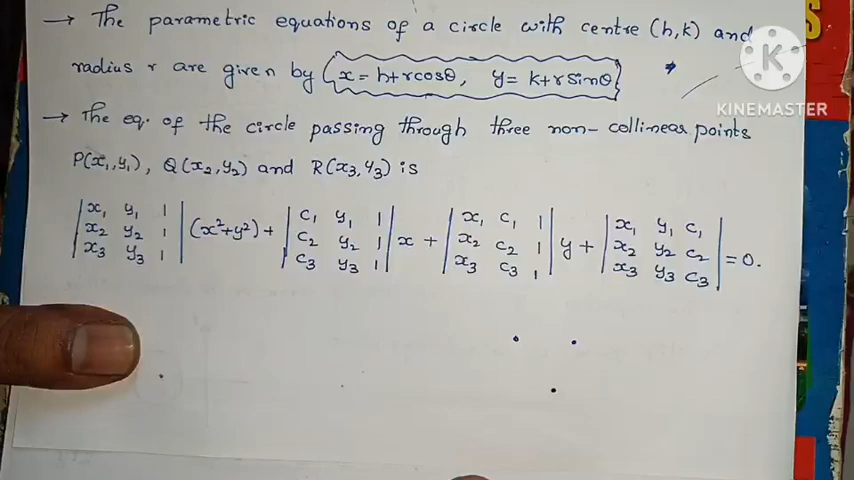 → The parametric equations of a circle with centre (h,k) and
radius r are given by (x = h+rcosθ, y = k+rsinθ)
→ The eq. of the circle passing through three non-collinear points
P(x₁,y₁), Q(x₂,y₂) and R(x₃,y₃) is
|x₁ y₁ 1| |c₁ y₁ 1| |x₁ c₁ 1| |x₁ y₁ c₁|
|x₂ y₂ 1| (x²+y²) + |c₂ y₂ 1| x + |x₂ c₂ 1| y + |x₂ y₂ c₂| = 0.
|x₃ y₃ 1| |c₃ y₃ 1| |x₃ c₃ 1| |x₃ y₃ c₃|
K
KINEMASTER